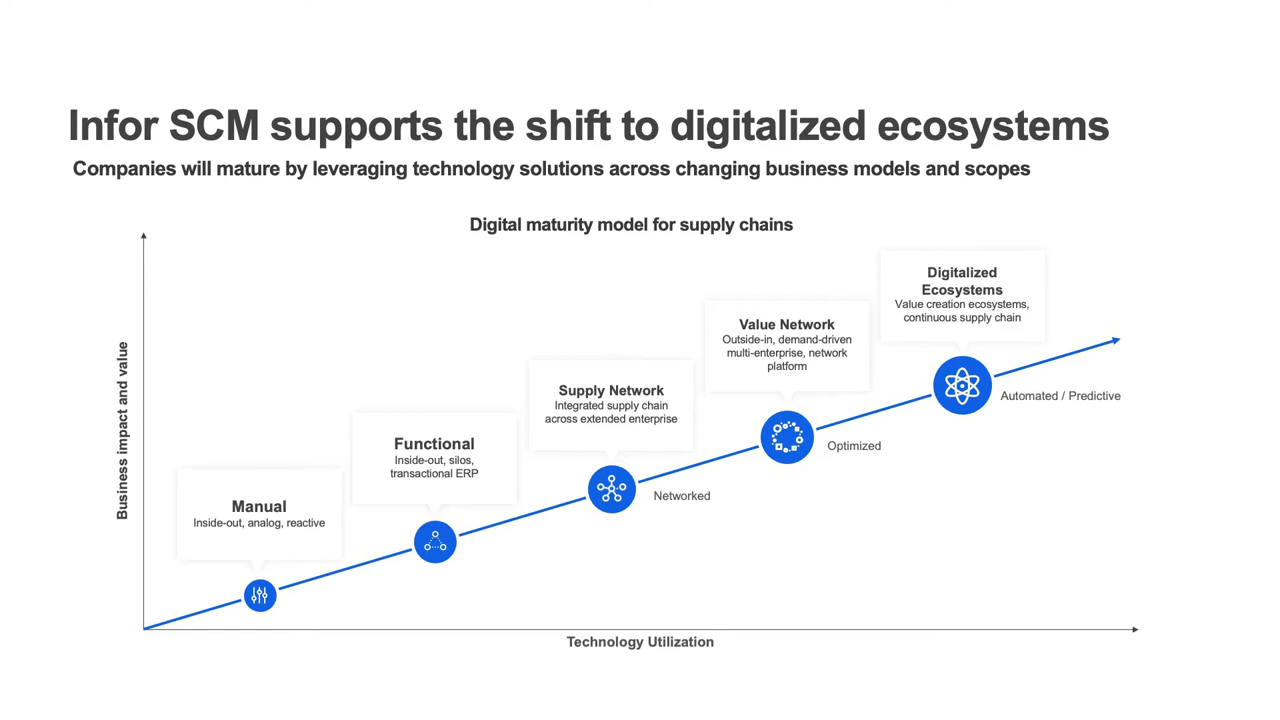 Infor SCM supports the shift to digitalized ecosystems
Companies will mature by leveraging technology solutions across changing business models and scopes
Digital maturity model for supply chains
Business impact and value
Manual
Inside-out, analog, reactive
Functional
Inside-out, silos,
transactional ERP
Supply Network
Integrated supply chain
across extended enterprise
Networked
Value Network
Outside-in, demand-driven
multi-enterprise, network
platform
Optimized
Digitalized
Ecosystems
Value creation ecosystems,
continuous supply chain
Automated / Predictive
Technology Utilization